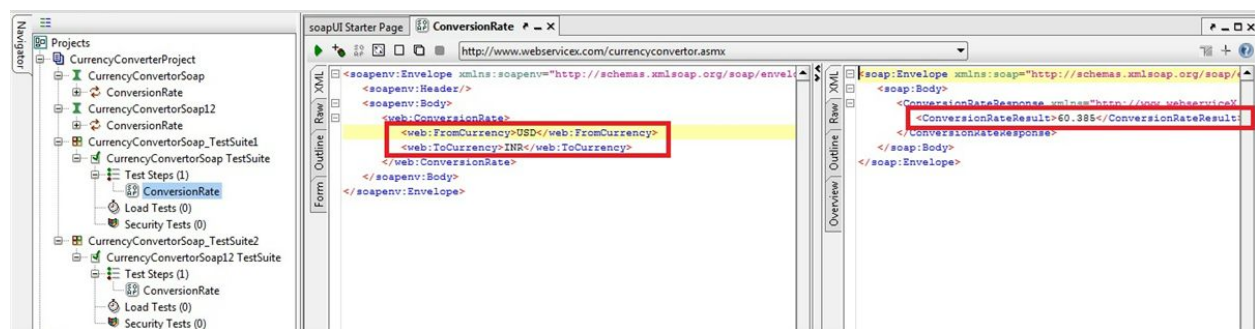 Navigator
Projects
CurrencyConverterProject
CurrencyConvertorSoap
ConversionRate
CurrencyConvertorSoap12
ConversionRate
CurrencyConvertorSoap_TestSuite1
CurrencyConvertorSoap TestSuite
Test Steps (1)
ConversionRate
Load Tests (0)
Security Tests (0)
CurrencyConvertorSoap_TestSuite2
CurrencyConvertorSoap12 TestSuite
Test Steps (1)
ConversionRate
Load Tests (0)
Security Tests (0)
soapUI Starter Page
ConversionRate
http://www.webservicex.com/currencyconvertor.asmx
XML
Raw
Outline
Form
<soapenv:Envelope xmlns:soapenv="http://schemas.xmlsoap.org/soap/envel
<soapenv:Header/>
<soapenv:Body>
<web:ConversionRate>
<web:FromCurrency>USD</web:FromCurrency>
<web:ToCurrency>INR</web:ToCurrency>
</web:ConversionRate>
</soapenv:Body>
</soapenv:Envelope>
XML
Raw
Outline
Overview
<soap:Envelope xmlns:soap="http://schemas.xmlsoap.org/soap/
<soap:Body>
<ConversionRateResponse xmlns="http://www.webserviceX
<ConversionRateResult>60.385</ConversionRateResult>
</ConversionRateResponse>
</soap:Body>
</soap:Envelope>